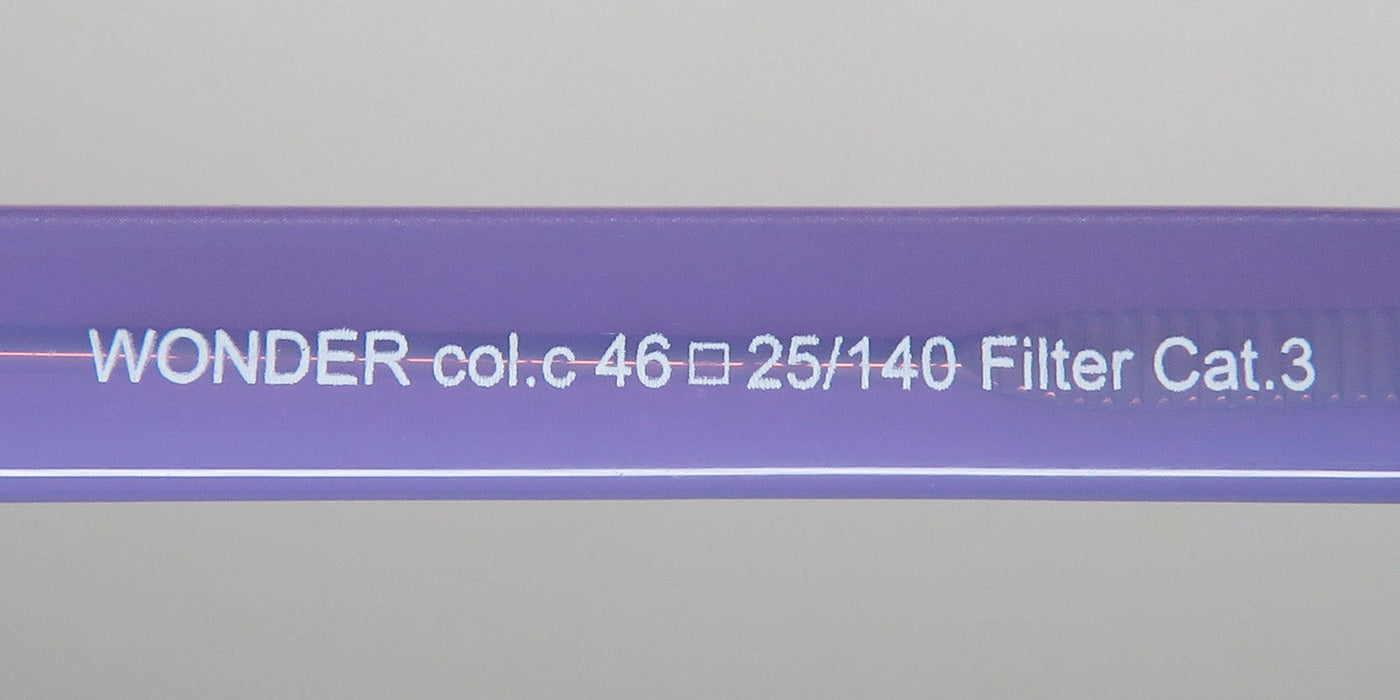 WONDER col.c 46□25/140 Filter Cat.3